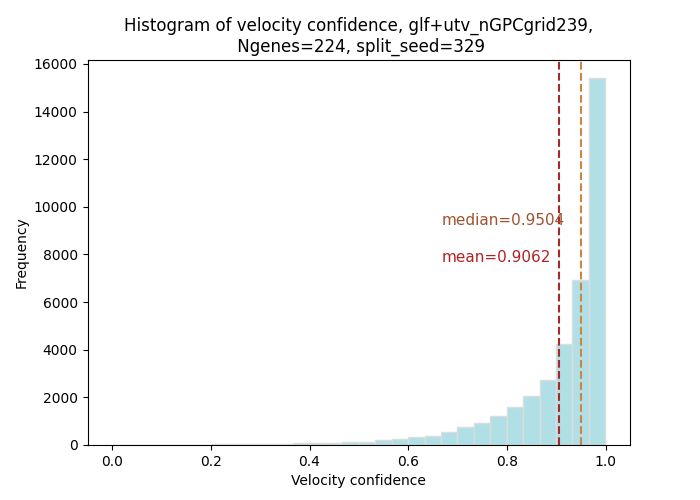 Histogram of velocity confidence, glf+utv_nGPCgrid239,
Ngenes=224, split_seed=329
16000
14000
12000
10000
8000
6000
4000
2000
0
Frequency
median=0.9504
mean=0.9062
0.0 0.2 0.4 0.6 0.8 1.0
Velocity confidence